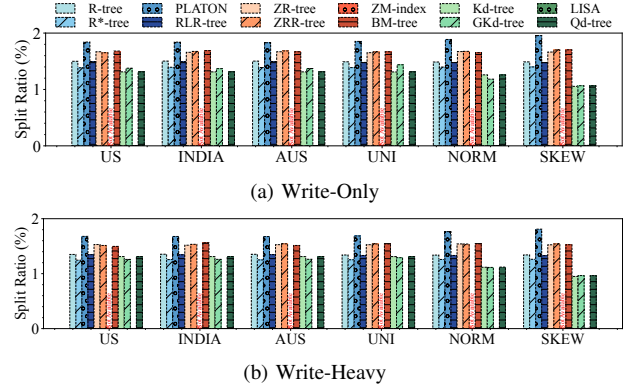 R-tree PLATON ZR-tree ZM-index Kd-tree LISA
R*-tree RLR-tree ZRR-tree BM-tree GKd-tree Qd-tree
2
1
0
Split Ratio (%)
US INDIA AUS UNI NORM SKEW
(a) Write-Only
2
1
0
Split Ratio (%)
US INDIA AUS UNI NORM SKEW
(b) Write-Heavy